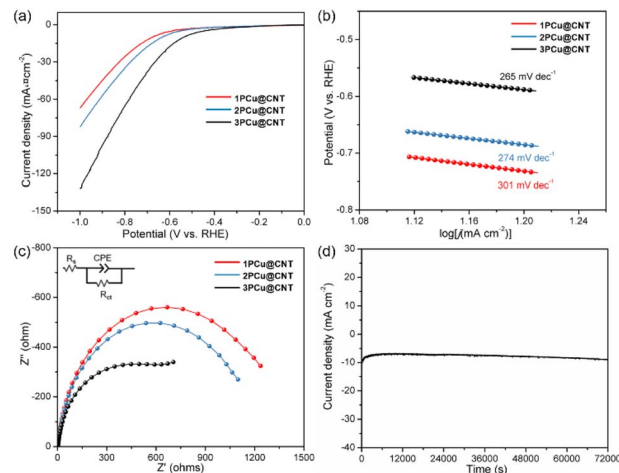 (a)
0
-30
-60
-90
-120
-150
Current density (mA·cm⁻²)
1PCu@CNT
2PCu@CNT
3PCu@CNT
-1.0 -0.8 -0.6 -0.4 -0.2 0.0
Potential (V vs. RHE)
(b)
-0.5
-0.6
-0.7
-0.8
Potential (V vs. RHE)
1PCu@CNT
2PCu@CNT
3PCu@CNT
265 mV dec⁻¹
274 mV dec⁻¹
301 mV dec⁻¹
1.08 1.12 1.16 1.20 1.24
log[j(mA cm⁻²)]
(c)
-800
-600
-400
-200
0
Z'' (ohm)
Rs
CPE
Rct
1PCu@CNT
2PCu@CNT
3PCu@CNT
0 300 600 900 1200 1500
Z' (ohms)
(d)
10
0
-10
-20
-30
-40
Current density (mA cm⁻²)
0 12000 24000 36000 48000 60000 72000
Time (s)